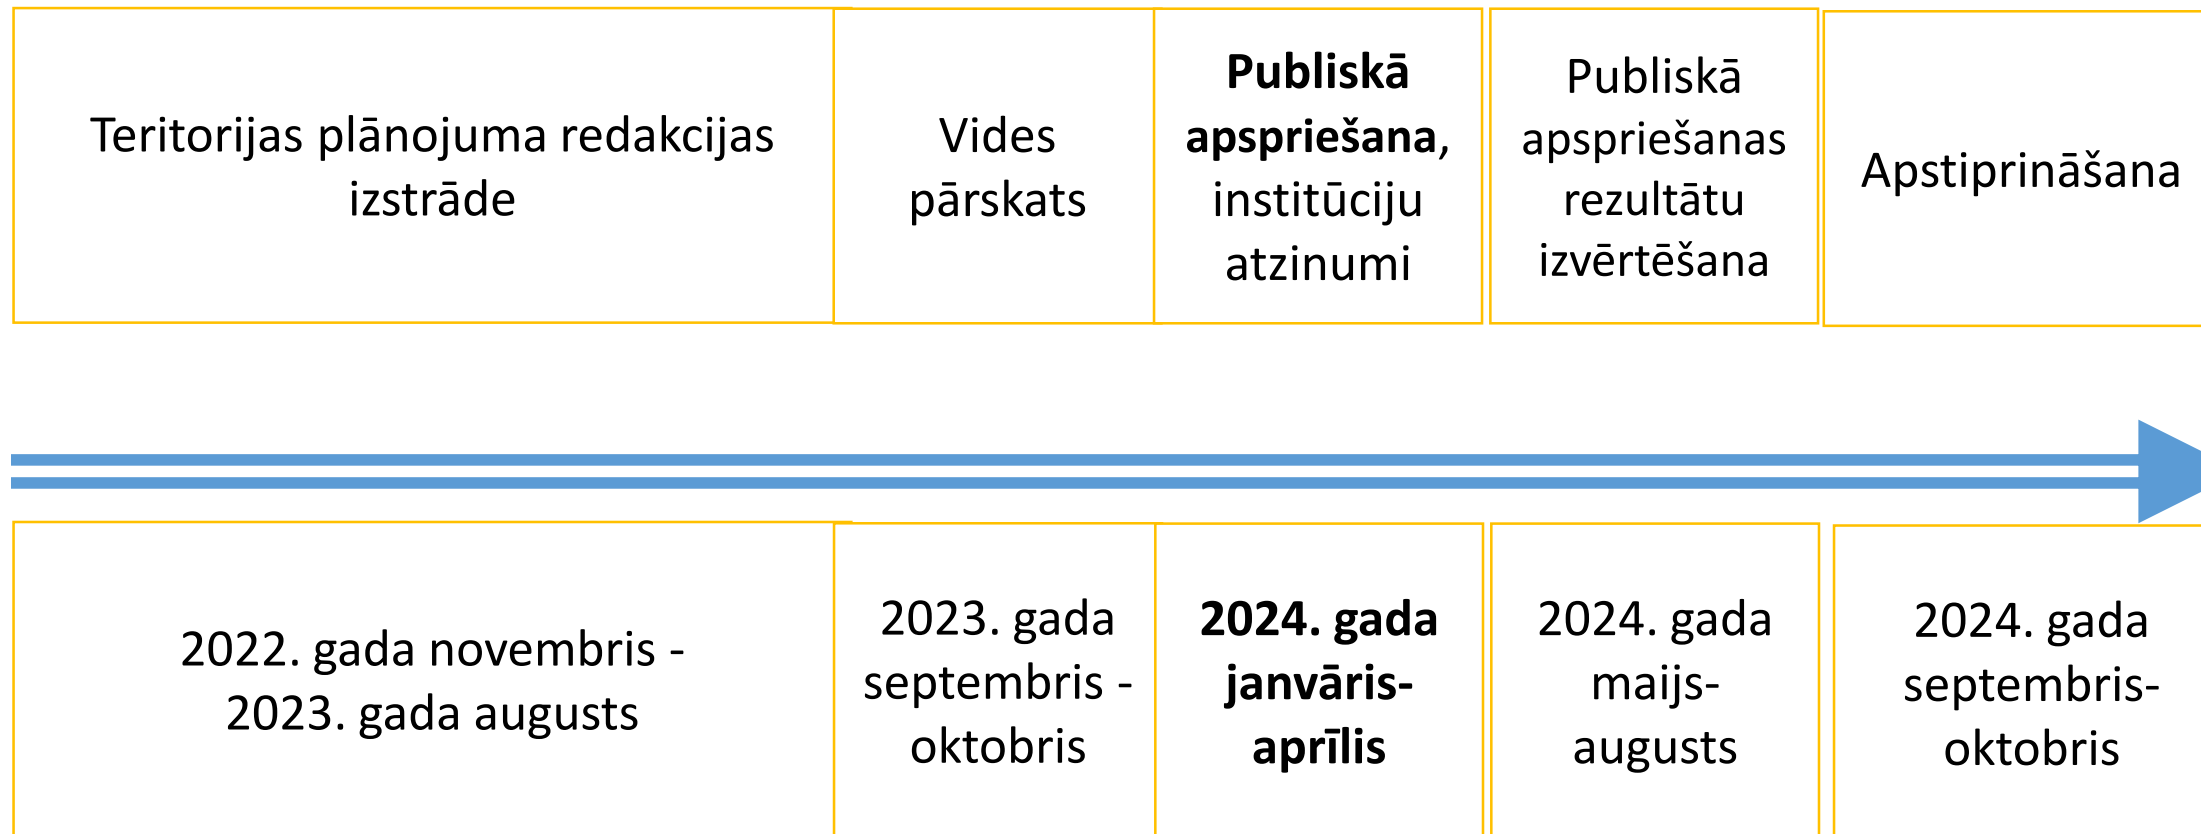 Teritorijas plānojuma redakcijas
izstrāde
Vides
pārskats
Publiskā
apspriešana,
institūciju
atzinumi
Publiskā
apspriešanas
rezultātu
izvērtēšana
Apstiprināšana
2022. gada novembris -
2023. gada augusts
2023. gada
septembris -
oktobris
2024. gada
janvāris-
aprīlis
2024. gada
maijs-
augusts
2024. gada
septembris-
oktobris